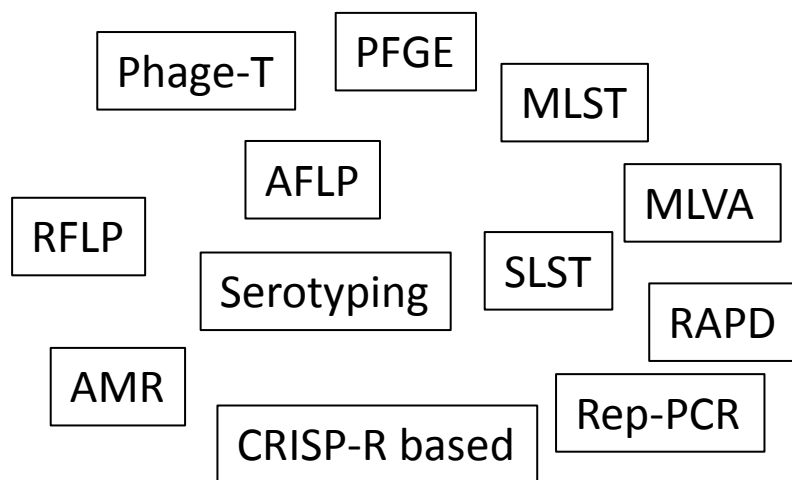 PFGE
Phage-T
MLST
AFLP
MLVA
RFLP
SLST
Serotyping
RAPD
AMR
Rep-PCR
CRISP-R based